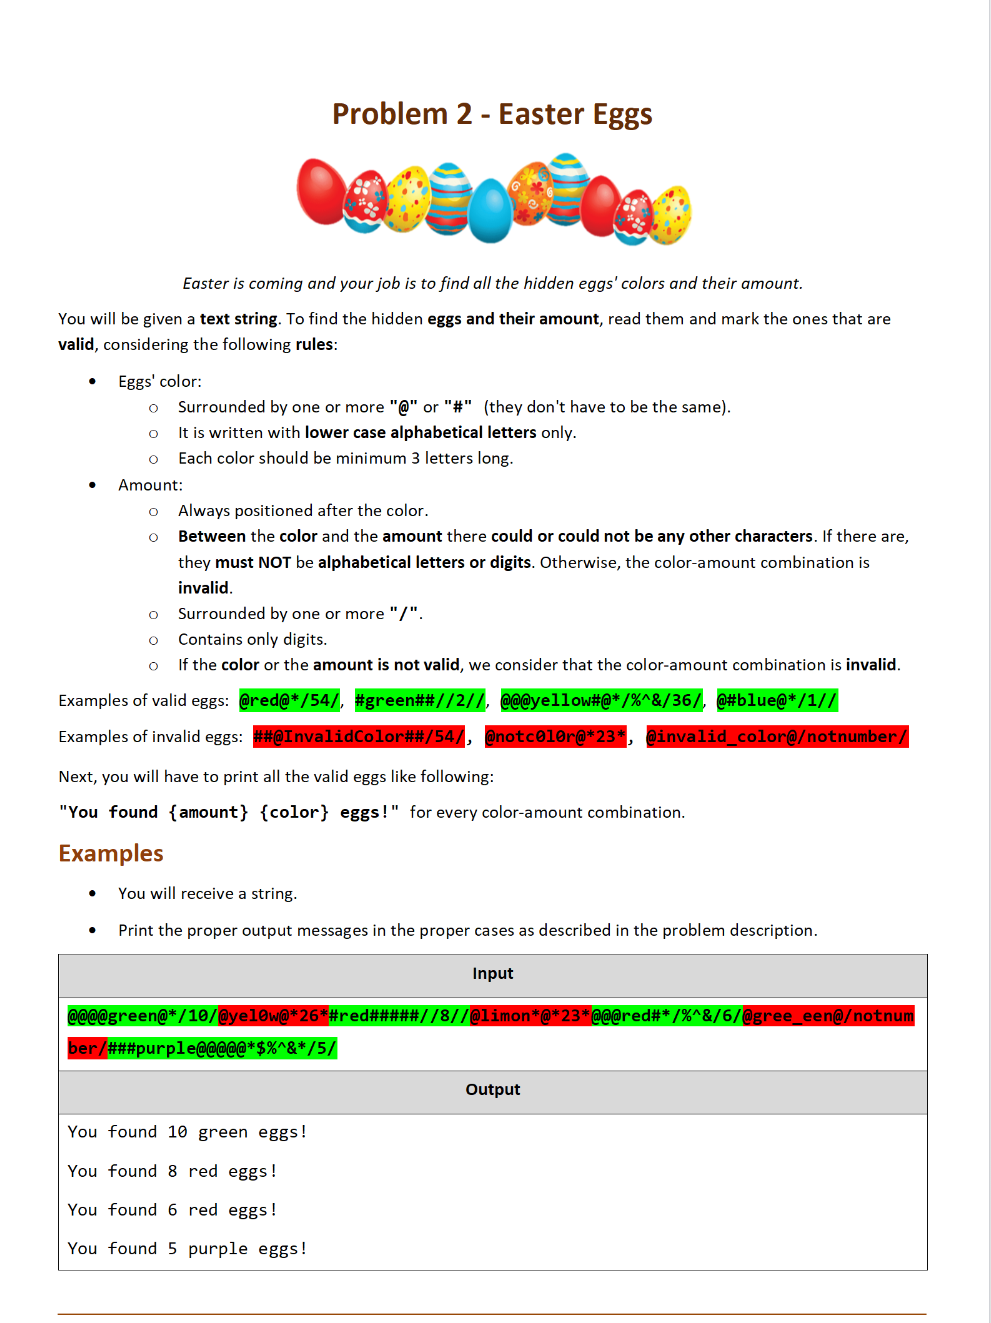 Problem 2 - Easter Eggs
Easter is coming and your job is to find all the hidden eggs' colors and their amount.
You will be given a text string. To find the hidden eggs and their amount, read them and mark the ones that are
valid, considering the following rules:
• Eggs' color:
o Surrounded by one or more "@" or "#" (they don't have to be the same).
o It is written with lower case alphabetical letters only.
o Each color should be minimum 3 letters long.
• Amount:
o Always positioned after the color.
o Between the color and the amount there could or could not be any other characters. If there are,
they must NOT be alphabetical letters or digits. Otherwise, the color-amount combination is
invalid.
o Surrounded by one or more "/".
o Contains only digits.
o If the color or the amount is not valid, we consider that the color-amount combination is invalid.
Examples of valid eggs: @red@*/54/, #green##//2//, @@@yellow#@*/%^&/36/, @#blue@*/1//
Examples of invalid eggs: ##@InvalidColor##/54/, @notc0l0r@*23*, @invalid_color@/notnumber/
Next, you will have to print all the valid eggs like following:
"You found {amount} {color} eggs!" for every color-amount combination.
Examples
• You will receive a string.
• Print the proper output messages in the proper cases as described in the problem description.
Input
@@@@green@*/10/@yel0w@*26*#red#####//8//@limon*@*23*@@@red#*/%^&/6/@gree_een@/notnum
ber/###purple@@@@@*$%^&*/5/
Output
You found 10 green eggs!
You found 8 red eggs!
You found 6 red eggs!
You found 5 purple eggs!